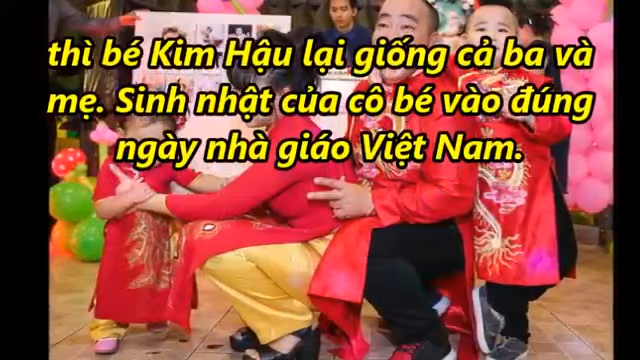 thì bé Kim Hậu lại giống cả ba và
mẹ. Sinh nhật của cô bé vào đúng
ngày nhà giáo Việt Nam.